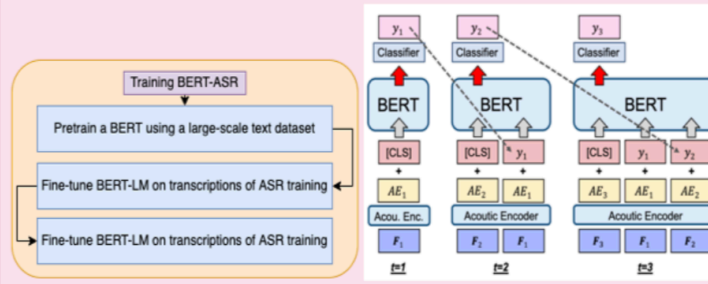 Training BERT-ASR
Pretrain a BERT using a large-scale text dataset
Fine-tune BERT-LM on transcriptions of ASR training
Fine-tune BERT-LM on transcriptions of ASR training
y₁ y₂ y₃
Classifier Classifier Classifier
BERT BERT BERT
[CLS] [CLS] y₁ [CLS] y₁ y₂
+ + + + + +
AE₁ AE₂ AE₁ AE₃ AE₁ AE₂
Acou. Enc. Acoutic Encoder Acoutic Encoder
F₁ F₂ F₁ F₃ F₁ F₂
t=1 t=2 t=3